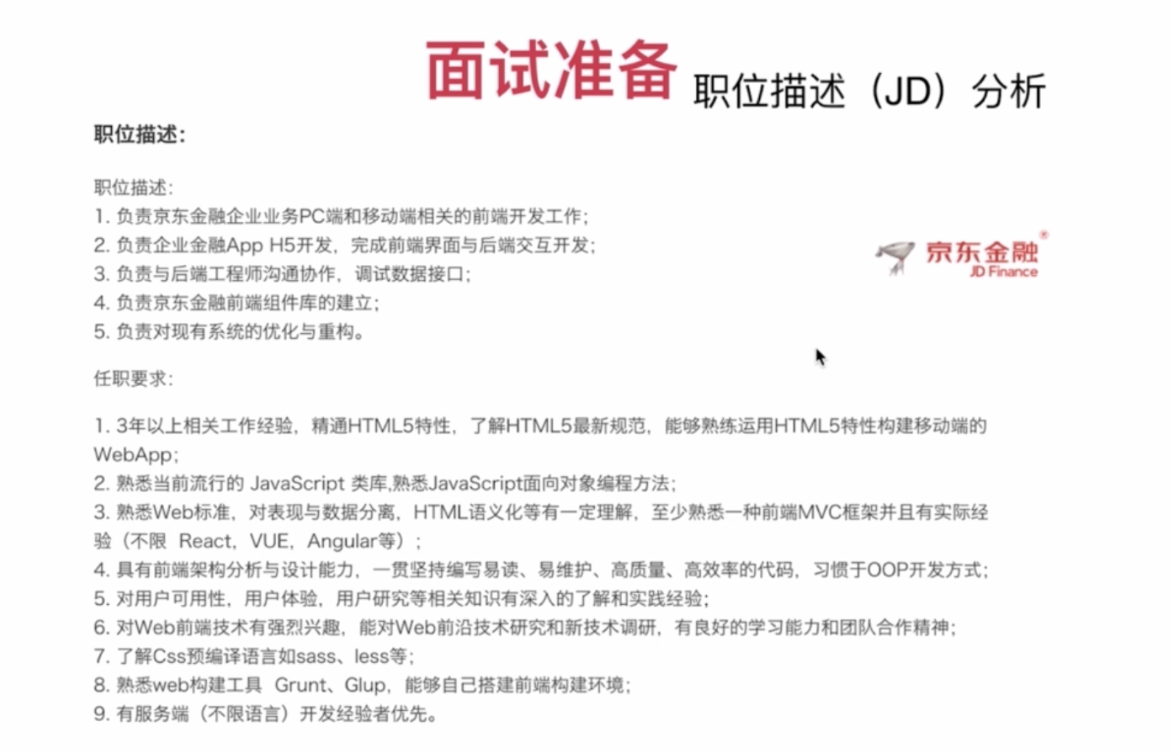 面试准备 职位描述（JD）分析
职位描述：
职位描述：
1. 负责京东金融企业业务PC端和移动端相关的前端开发工作；
2. 负责企业金融App H5开发，完成前端界面与后端交互开发；
3. 负责与后端工程师沟通协作，调试数据接口；
4. 负责京东金融前端组件库的建立；
5. 负责对现有系统的优化与重构。
京东金融®
JD Finance
任职要求：
1. 3年以上相关工作经验，精通HTML5特性，了解HTML5最新规范，能够熟练运用HTML5特性构建移动端的
WebApp；
2. 熟悉当前流行的 JavaScript 类库,熟悉JavaScript面向对象编程方法；
3. 熟悉Web标准，对表现与数据分离，HTML语义化等有一定理解，至少熟悉一种前端MVC框架并且有实际经
验（不限 React，VUE，Angular等）；
4. 具有前端架构分析与设计能力，一贯坚持编写易读、易维护、高质量、高效率的代码，习惯于OOP开发方式；
5. 对用户可用性，用户体验，用户研究等相关知识有深入的了解和实践经验；
6. 对Web前端技术有强烈兴趣，能对Web前沿技术研究和新技术调研，有良好的学习能力和团队合作精神；
7. 了解Css预编译语言如sass、less等；
8. 熟悉web构建工具 Grunt、Glup，能够自己搭建前端构建环境；
9. 有服务端（不限语言）开发经验者优先。